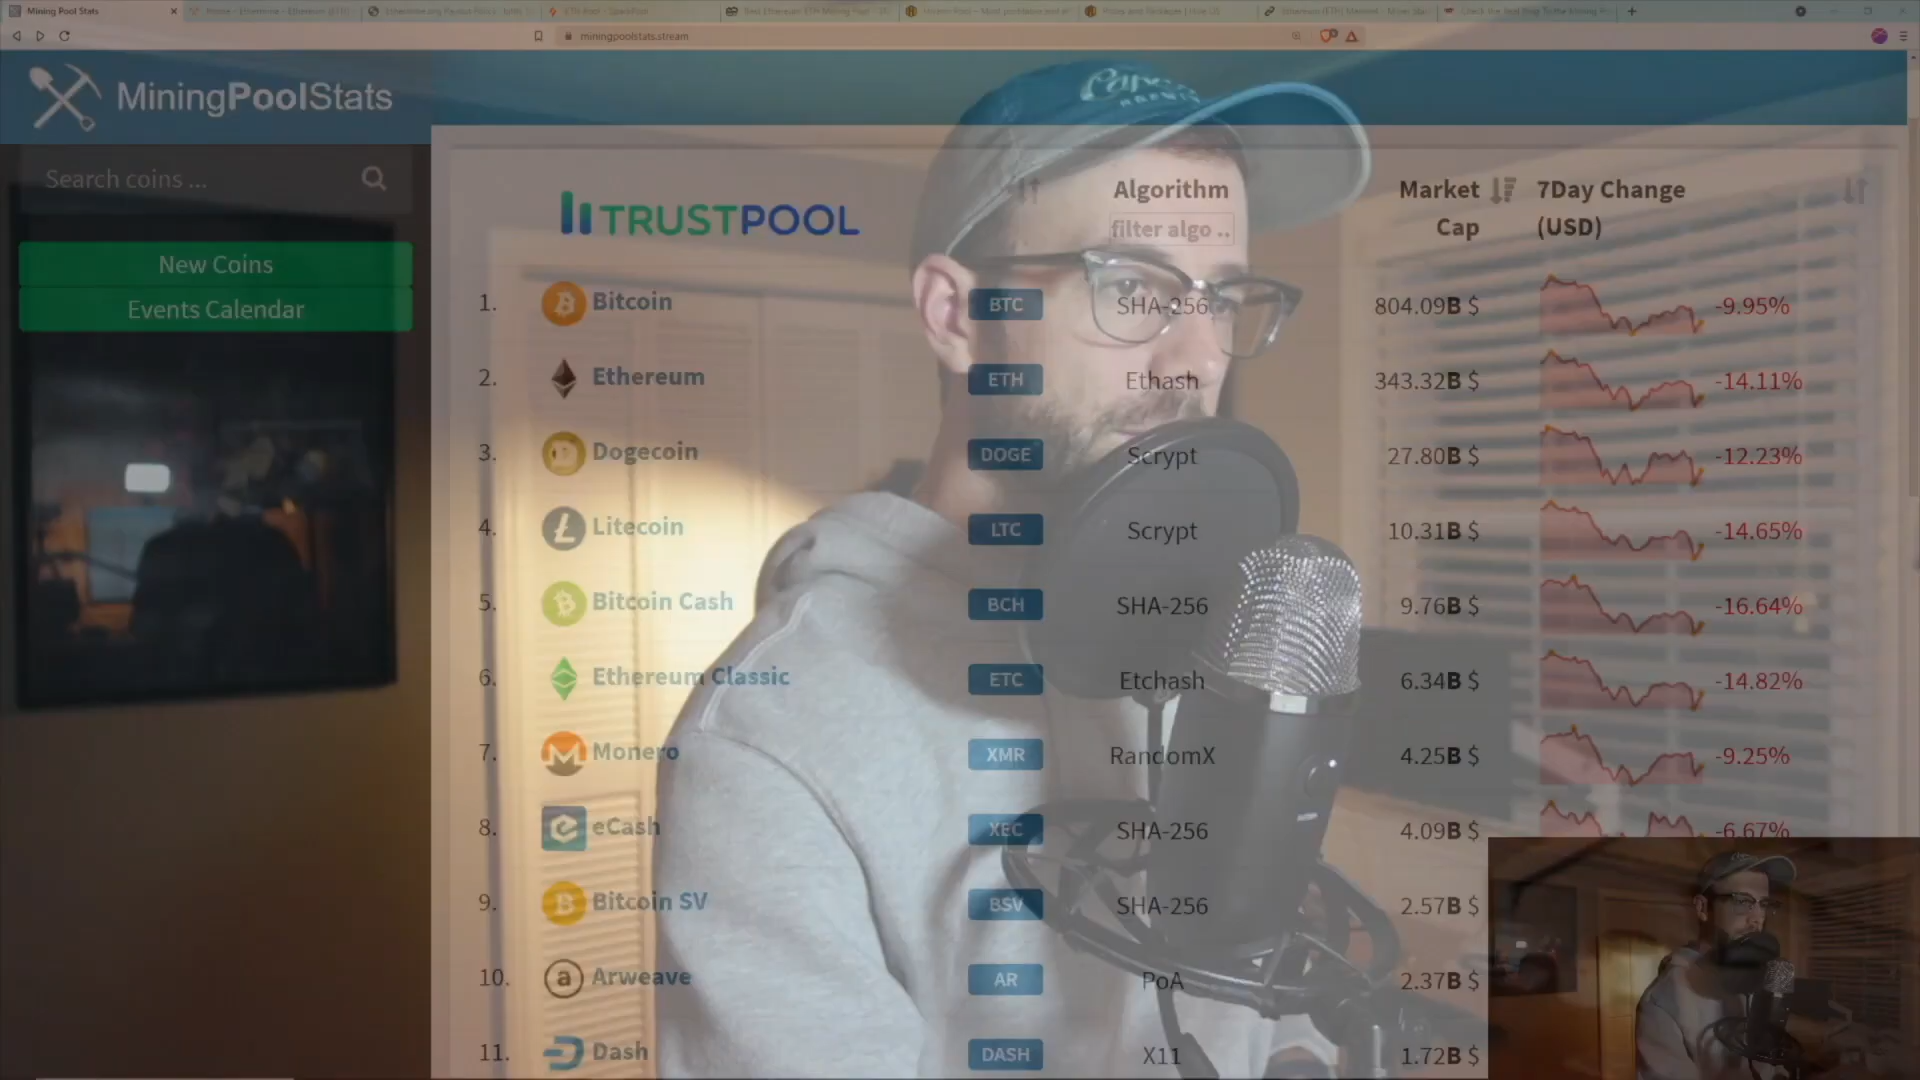 Mining Pool Stats
miningpoolstats.stream
MiningPoolStats
Search coins ...
New Coins
Events Calendar
TRUSTPOOL
Algorithm
filter algo ..
Market Cap
7Day Change (USD)
1. Bitcoin BTC SHA-256 804.09B $ -9.95%
2. Ethereum ETH Ethash 343.32B $ -14.11%
3. Dogecoin DOGE Scrypt 27.80B $ -12.23%
4. Litecoin LTC Scrypt 10.31B $ -14.65%
5. Bitcoin Cash BCH SHA-256 9.76B $ -16.64%
6. Ethereum Classic ETC Etchash 6.34B $ -14.82%
7. Monero XMR RandomX 4.25B $ -9.25%
8. eCash XEC SHA-256 4.09B $ -6.67%
9. Bitcoin SV BSV SHA-256 2.57B $
10. Arweave AR PoA 2.37B $
11. Dash DASH X11 1.72B $